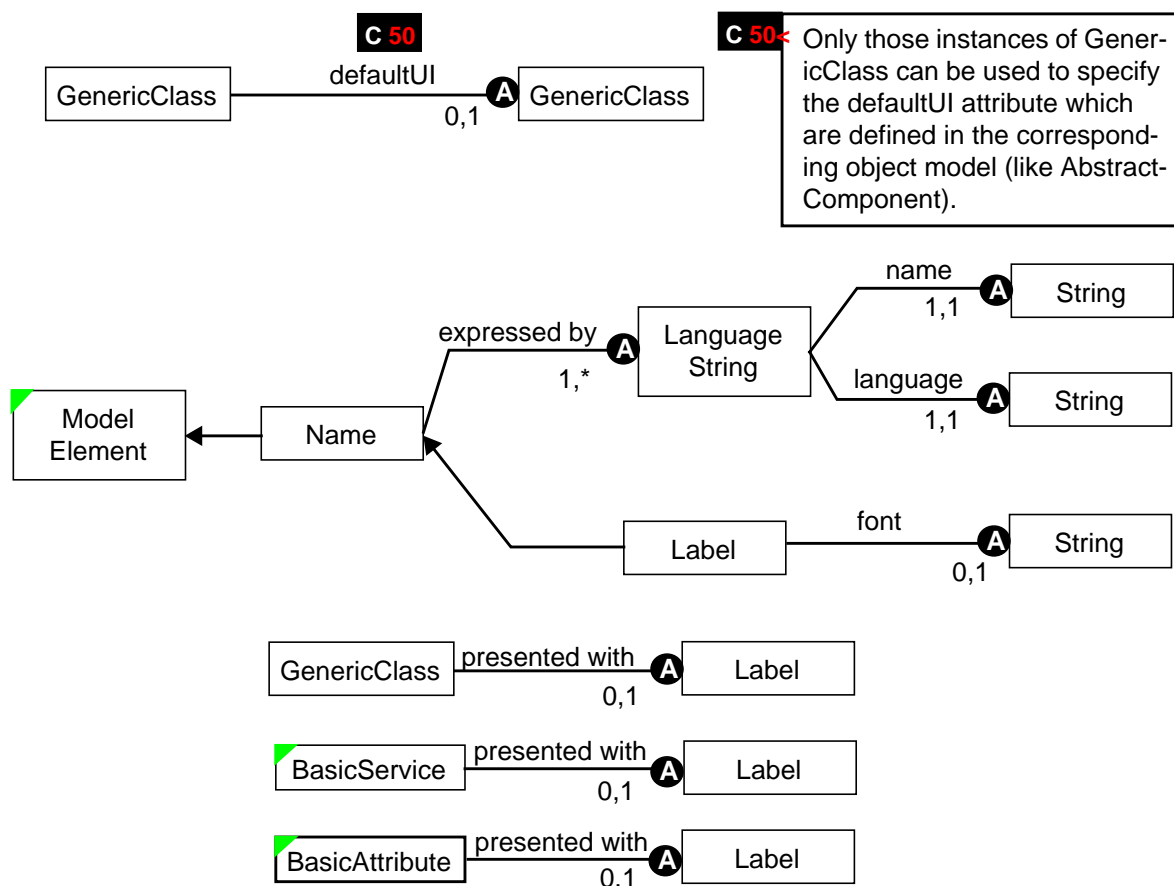 C 50
defaultUI
GenericClass
A
GenericClass
0,1
C 50<
Only those instances of Gener-
icClass can be used to specify
the defaultUI attribute which
are defined in the correspond-
ing object model (like Abstract-
Component).
name
A
String
1,1
expressed by
A
Language
String
1,*
language
A
String
1,1
Model
Element
Name
Label
font
A
String
0,1
GenericClass
presented with
A
Label
0,1
BasicService
presented with
A
Label
0,1
BasicAttribute
presented with
A
Label
0,1